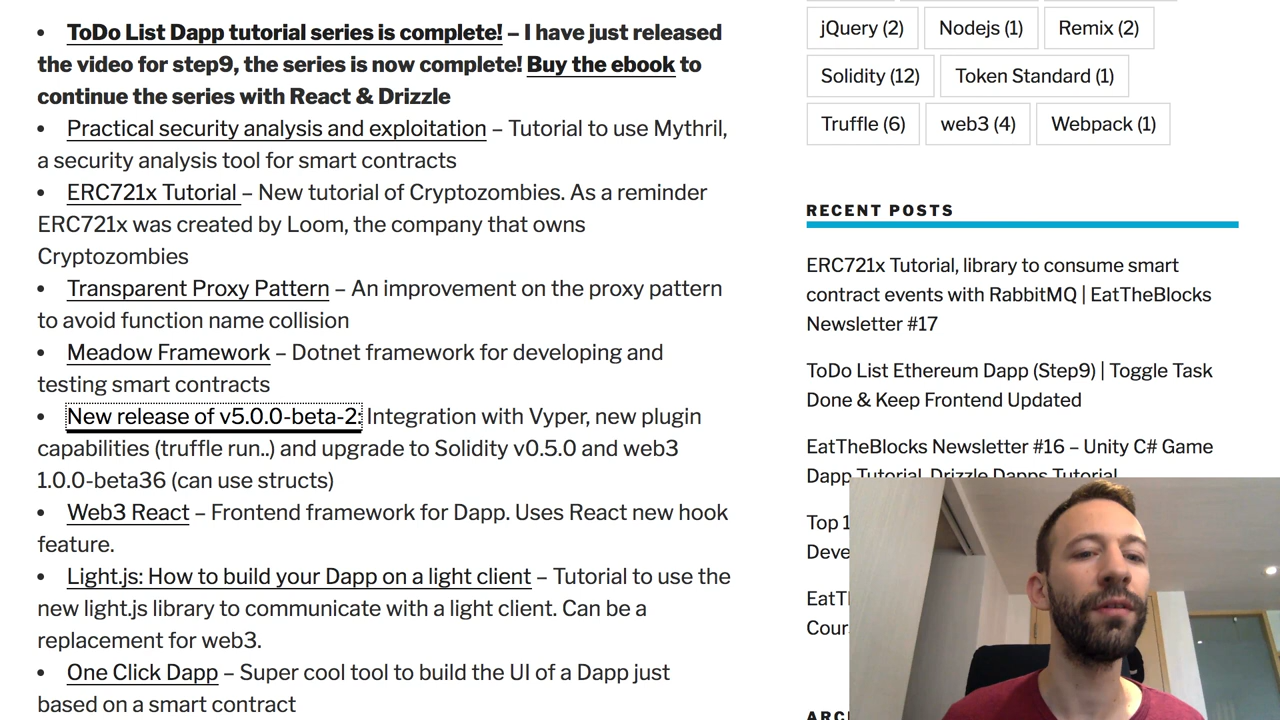 • ToDo List Dapp tutorial series is complete! – I have just released
the video for step9, the series is now complete! Buy the ebook to
continue the series with React & Drizzle
• Practical security analysis and exploitation – Tutorial to use Mythril,
a security analysis tool for smart contracts
• ERC721x Tutorial – New tutorial of Cryptozombies. As a reminder
ERC721x was created by Loom, the company that owns
Cryptozombies
• Transparent Proxy Pattern – An improvement on the proxy pattern
to avoid function name collision
• Meadow Framework – Dotnet framework for developing and
testing smart contracts
• New release of v5.0.0-beta-2: Integration with Vyper, new plugin
capabilities (truffle run..) and upgrade to Solidity v0.5.0 and web3
1.0.0-beta36 (can use structs)
• Web3 React – Frontend framework for Dapp. Uses React new hook
feature.
• Light.js: How to build your Dapp on a light client – Tutorial to use the
new light.js library to communicate with a light client. Can be a
replacement for web3.
• One Click Dapp – Super cool tool to build the UI of a Dapp just
based on a smart contract
jQuery (2) Nodejs (1) Remix (2)
Solidity (12) Token Standard (1)
Truffle (6) web3 (4) Webpack (1)
RECENT POSTS
ERC721x Tutorial, library to consume smart
contract events with RabbitMQ | EatTheBlocks
Newsletter #17
ToDo List Ethereum Dapp (Step9) | Toggle Task
Done & Keep Frontend Updated
EatTheBlocks Newsletter #16 – Unity C# Game
Dapp Tutorial, Drizzle Dapps Tutorial
Top 1